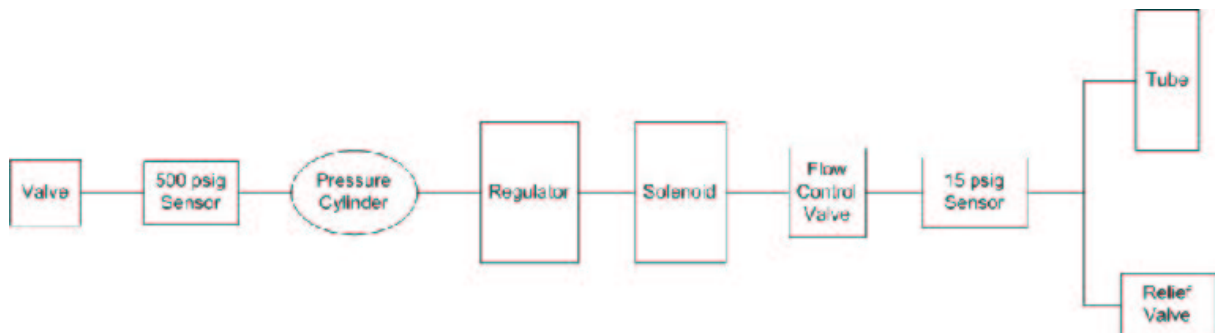 Valve
500 psig
Sensor
Pressure
Cylinder
Regulator
Solenoid
Flow
Control
Valve
15 psig
Sensor
Tube
Relief
Valve